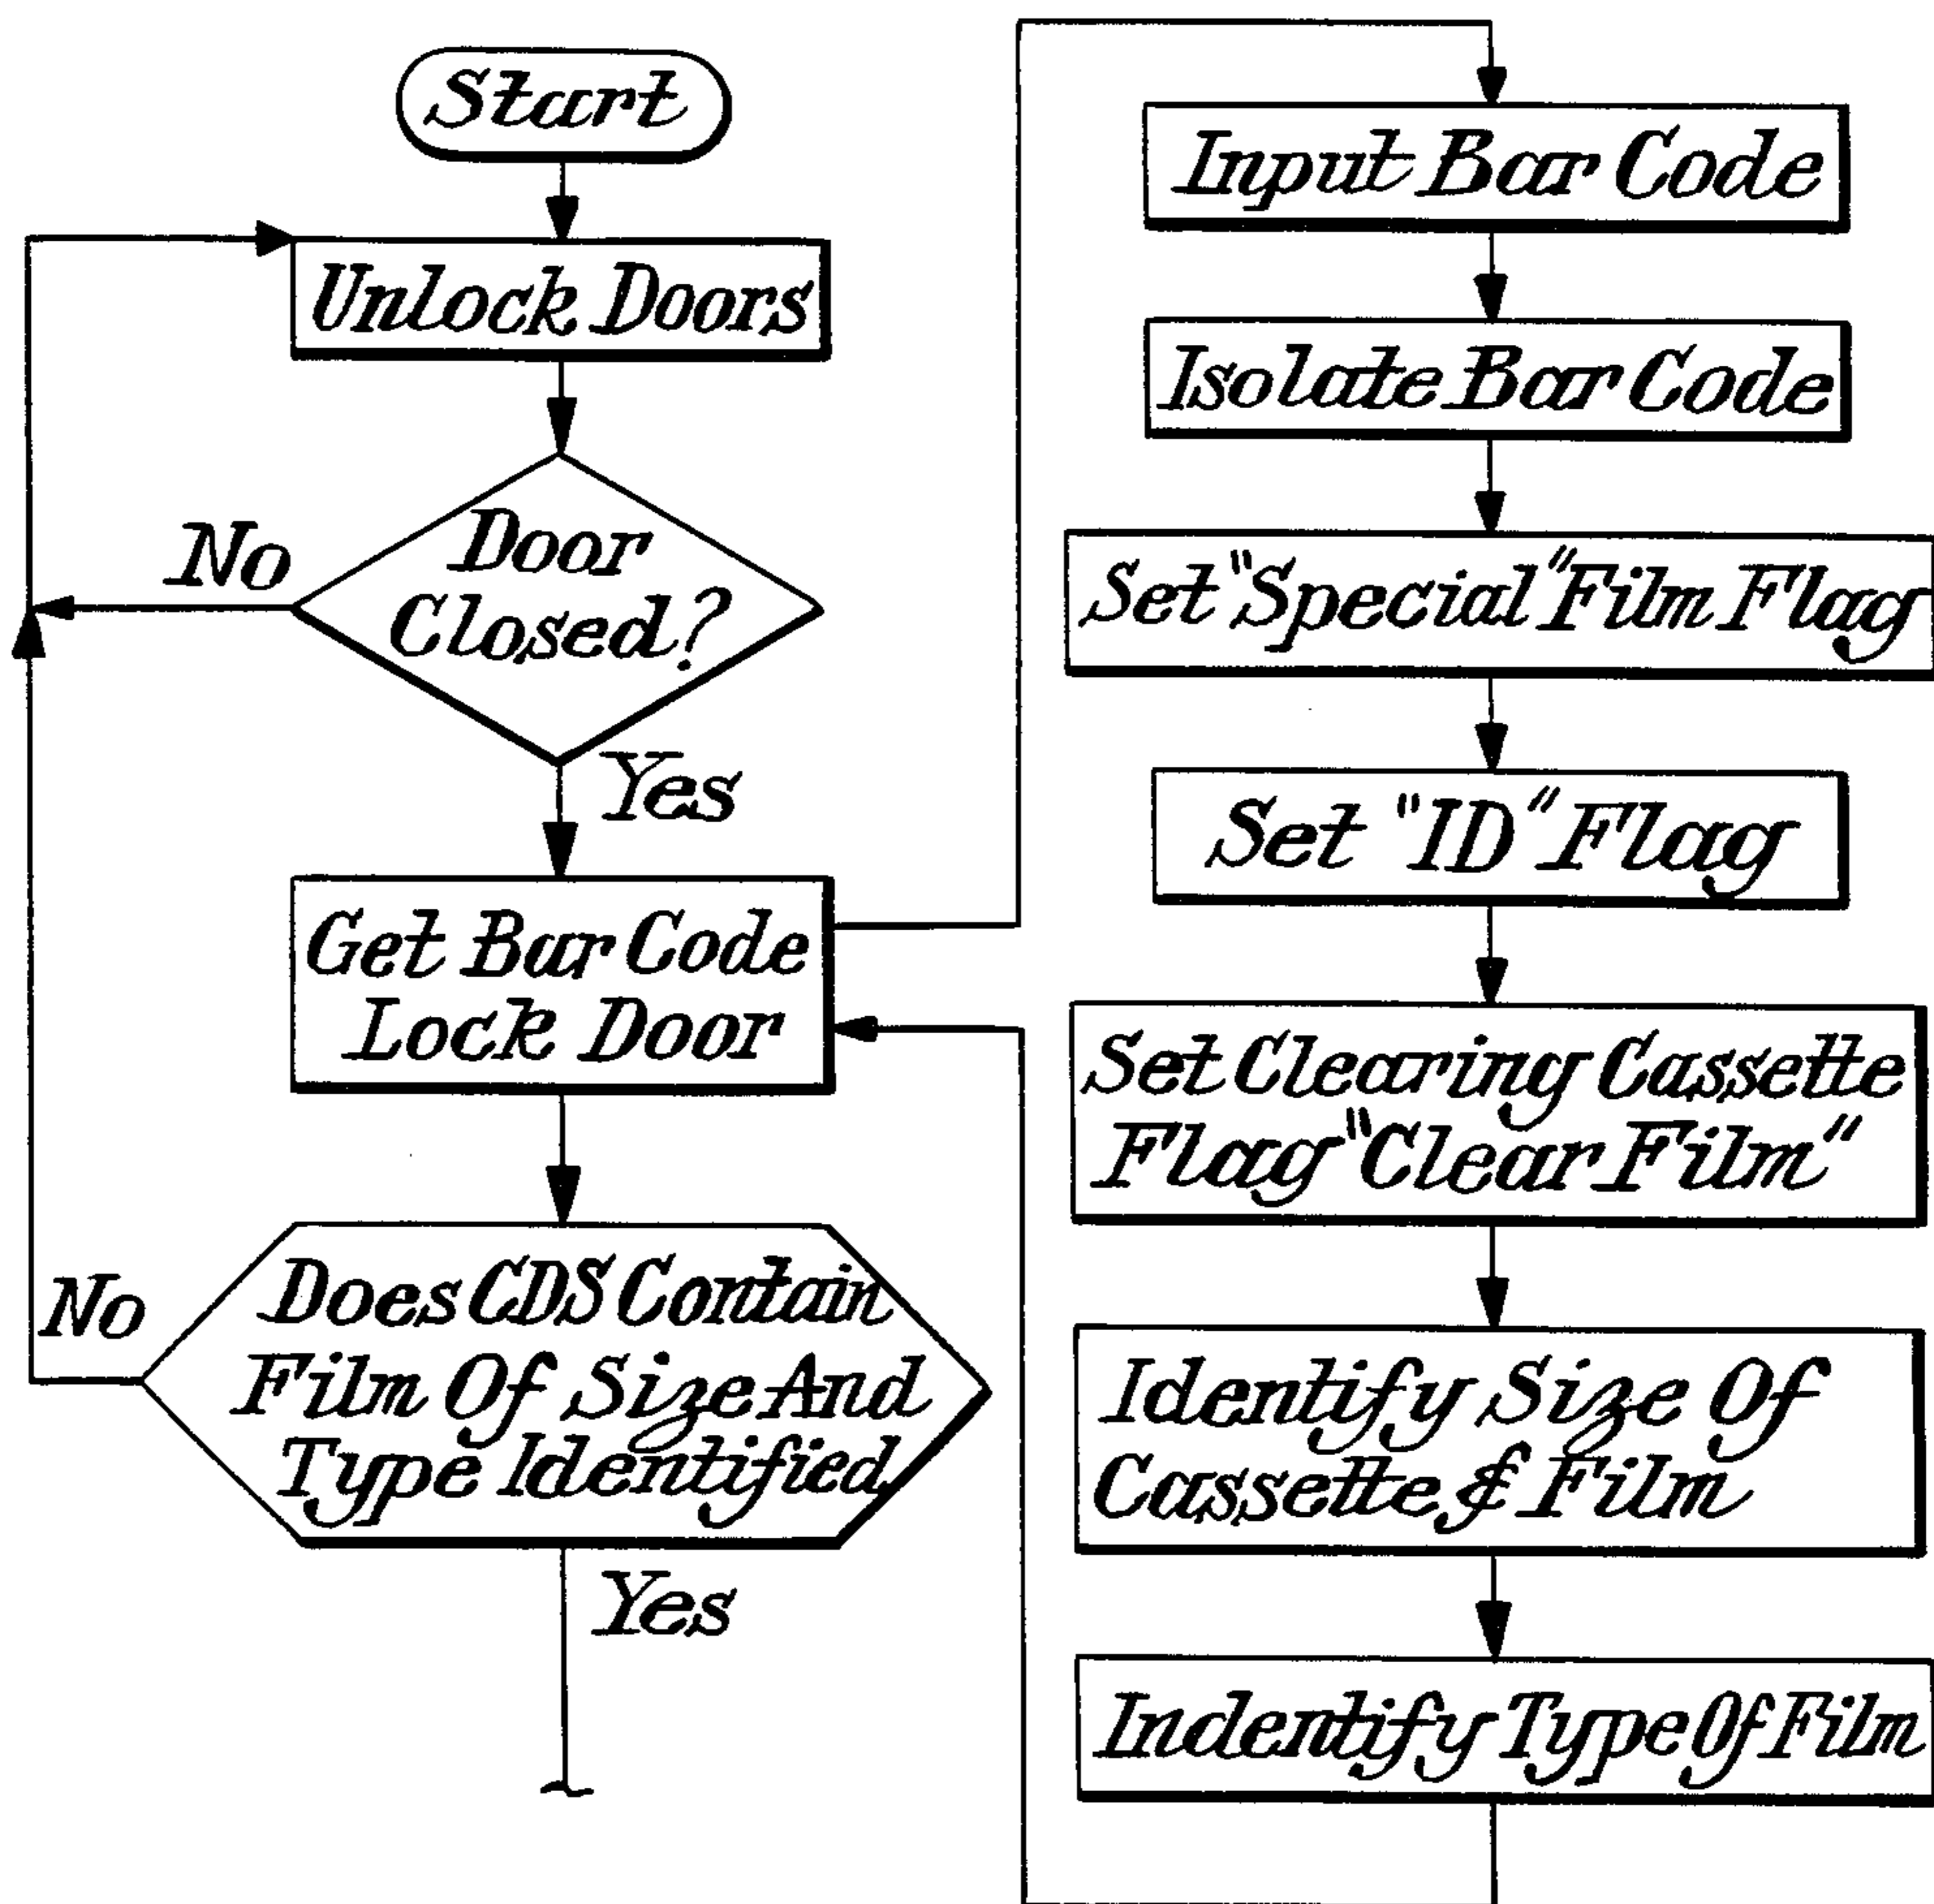 Start
Unlock Doors
Door
Closed?
No
Yes
Get Bar Code
Lock Door
Does CDS Contain
Film Of Size And
Type Identified
No
Yes
Input Bar Code
Isolate Bar Code
Set "Special" Film Flag
Set "ID" Flag
Set Clearing Cassette
Flag "Clear Film"
Identify Size Of
Cassette & Film
Indentify Type Of Film